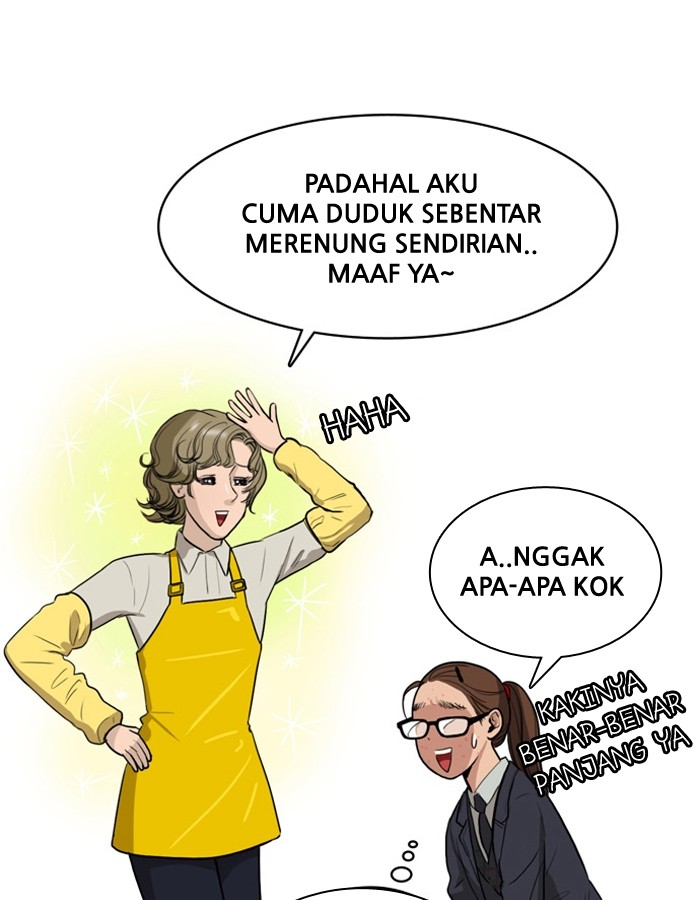 PADAHAL AKU
CUMA DUDUK SEBENTAR
MERENUNG SENDIRIAN..
MAAF YA~
HAHA
A..NGGAK
APA-APA KOK
KAKINYA
BENAR-BENAR
PANJANG YA